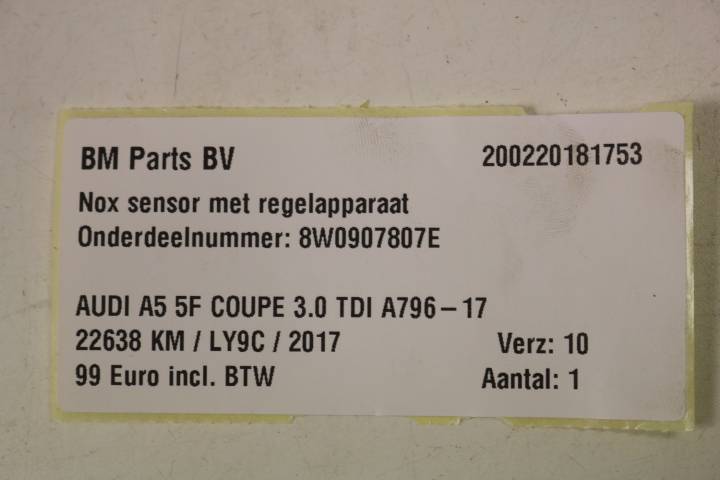 BM Parts BV 200220181753
Nox sensor met regelapparaat
Onderdeelnummer: 8W0907807E
AUDI A5 5F COUPE 3.0 TDI A796-17
22638 KM / LY9C / 2017 Verz: 10
99 Euro incl. BTW Aantal: 1